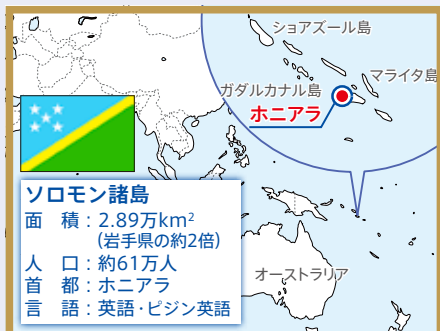 ショアズール島
マライタ島
ガダルカナル島
ホニアラ
ソロモン諸島
面　積：2.89万km²
(岩手県の約2倍)
人　口：約61万人
首　都：ホニアラ
言　語：英語・ピジン英語
オーストラリア